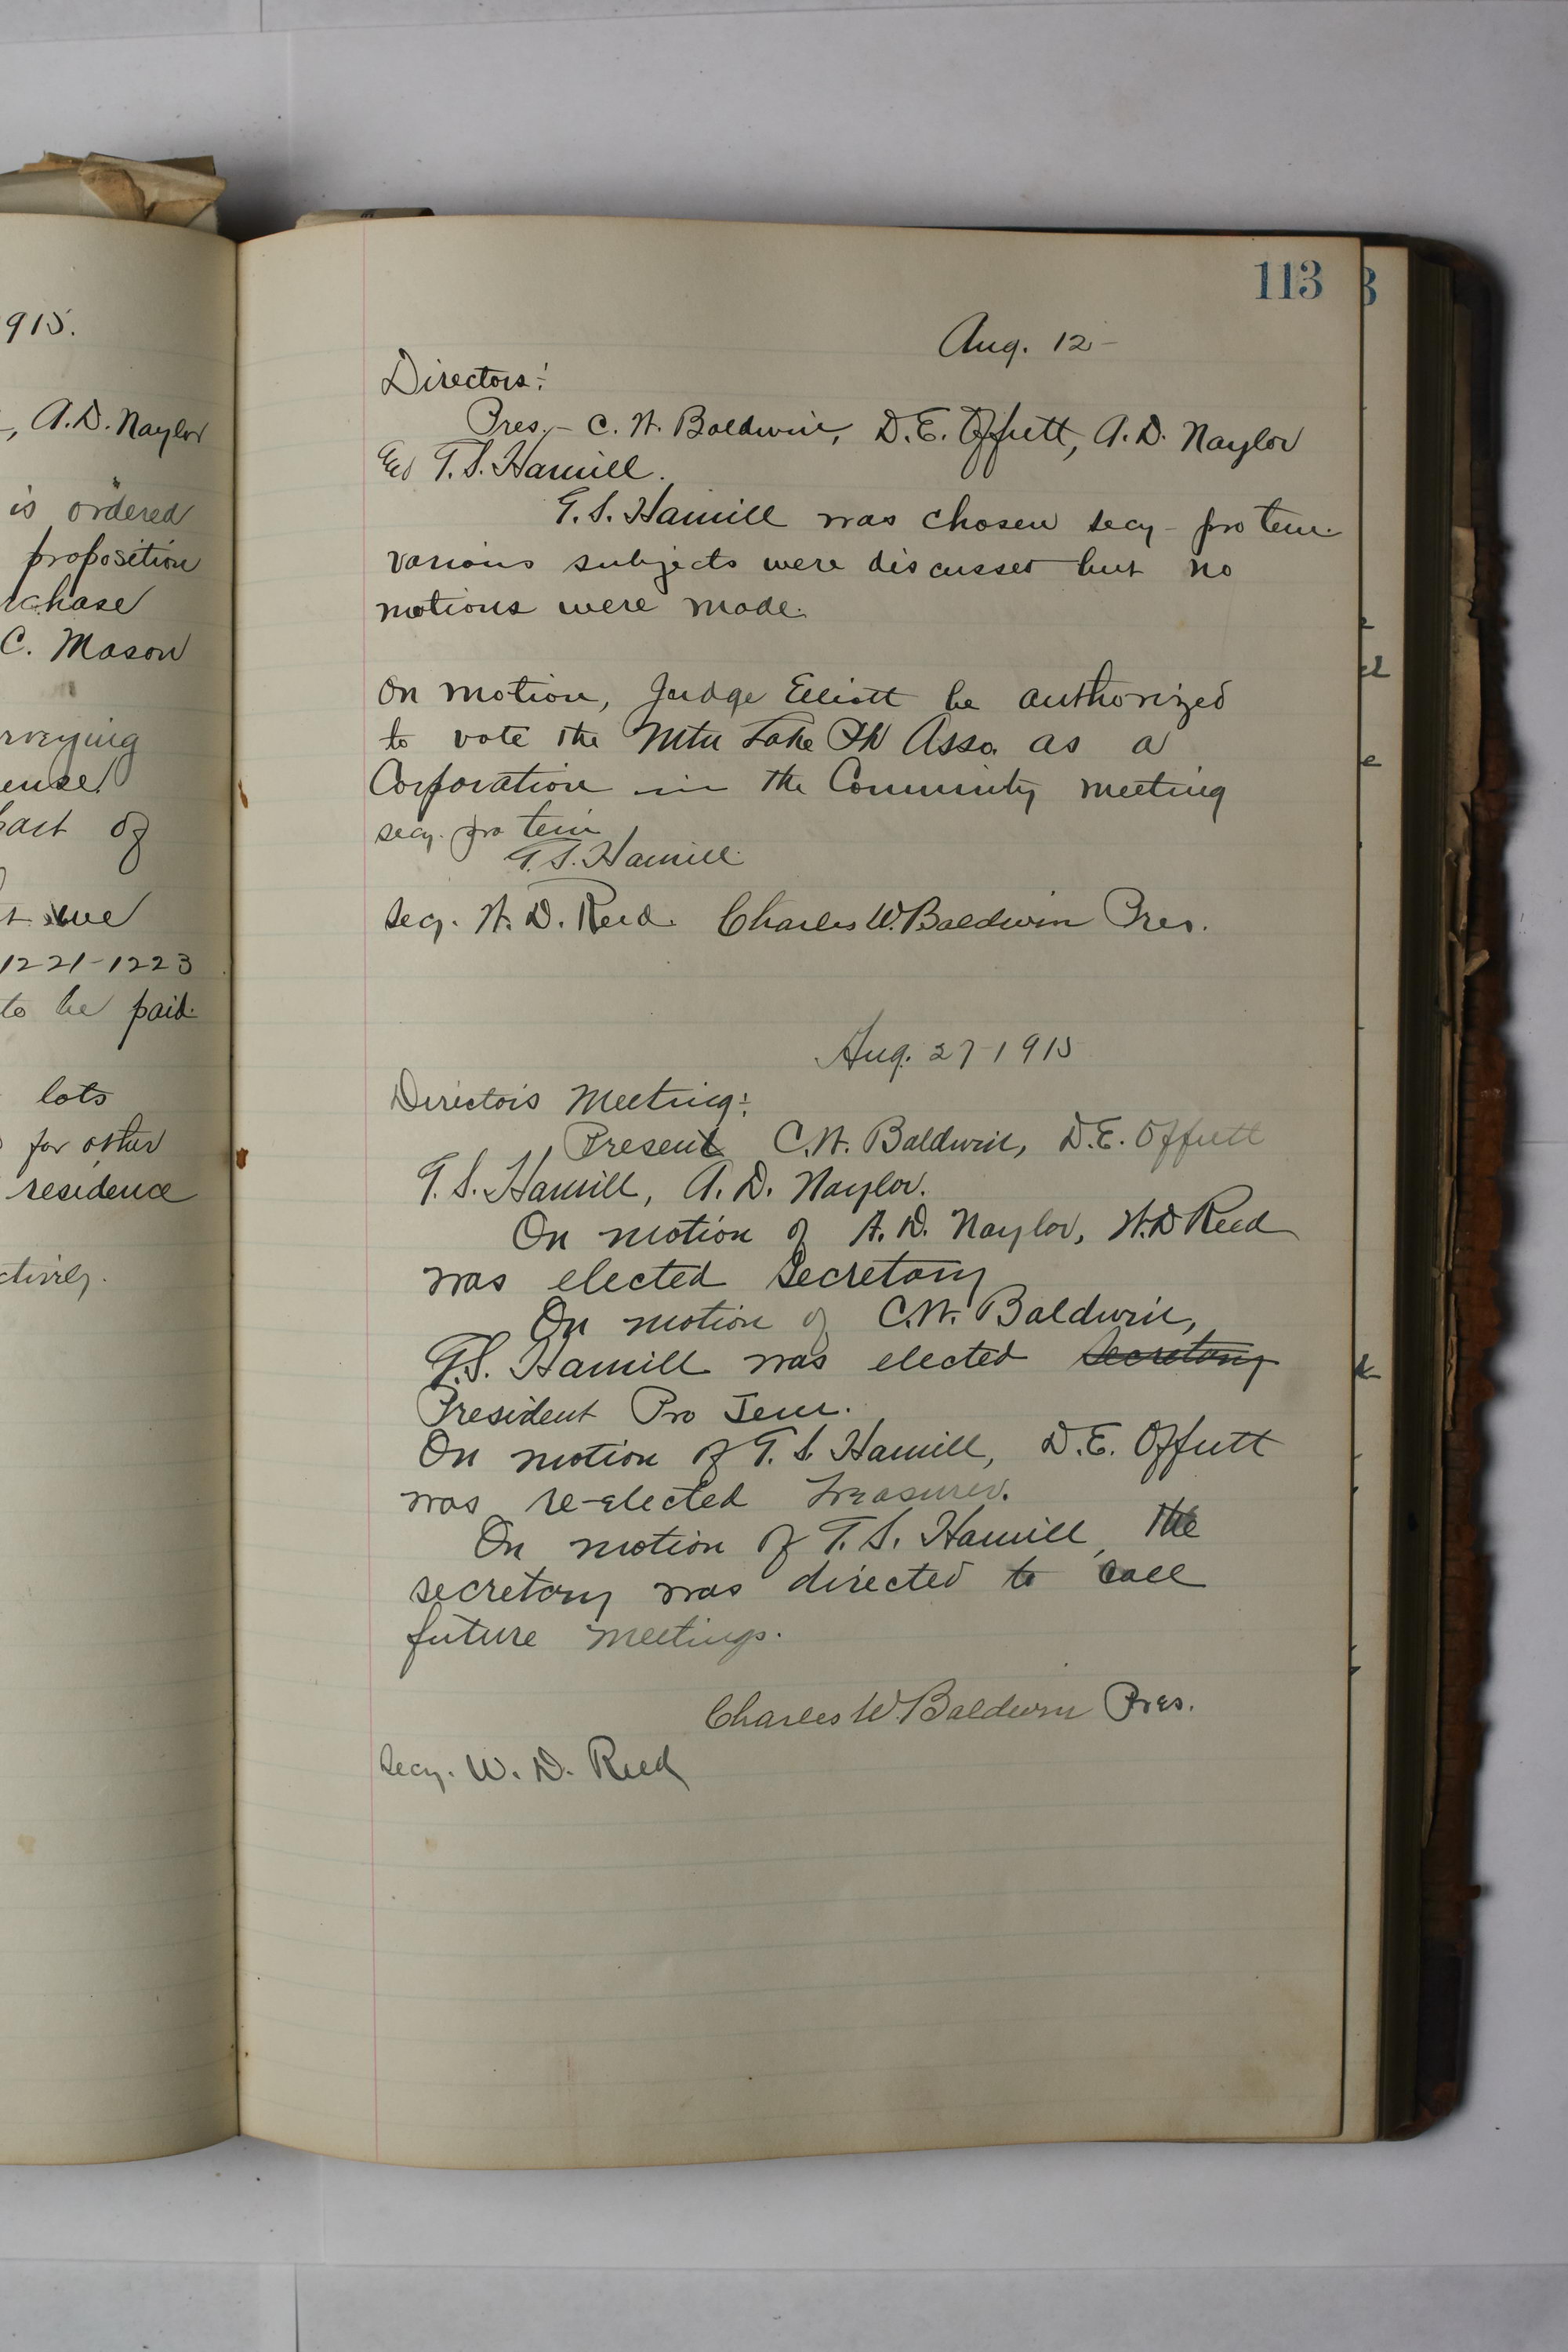 915.
, A.D. Naylor
is ordered
proposition
rchase
C. Mason
rveying
ense
part of
t we
1221-1223
to be paid.
lots
for other
residence
ctively.
113
Aug. 12-
Directors:
Pres.- C. W. Baldwin, D.E. Offutt, A.D. Naylor
T.S. Hamill.
T.S. Hamill was chosen secy- pro tem.
various subjects were discussed but no
motions were made.
On motion, Judge Elliott be authorized
to vote the Mtn Lake Pk Asso. as a
Corporation in the Community meeting
secy. pro tem
T.S. Hamill.
Secy. W. D. Reed. Charles W. Baldwin Pres.
Aug. 27-1915
Directors Meeting:
Present C.W. Baldwin, D.E. Offutt
T.S. Hamill, A.D. Naylor.
On motion of A.D. Naylor, W.D Reed
was elected Secretary
On motion of C.W. Baldwin,
T.S. Hamill was elected Secretary
President Pro Tem.
On motion of T.S. Hamill, D.E. Offutt
was re-elected Treasurer.
On motion of T.S. Hamill, the
secretary was directed to call
future meetings.
Charles W. Baldwin Pres.
Secy. W. D. Reed